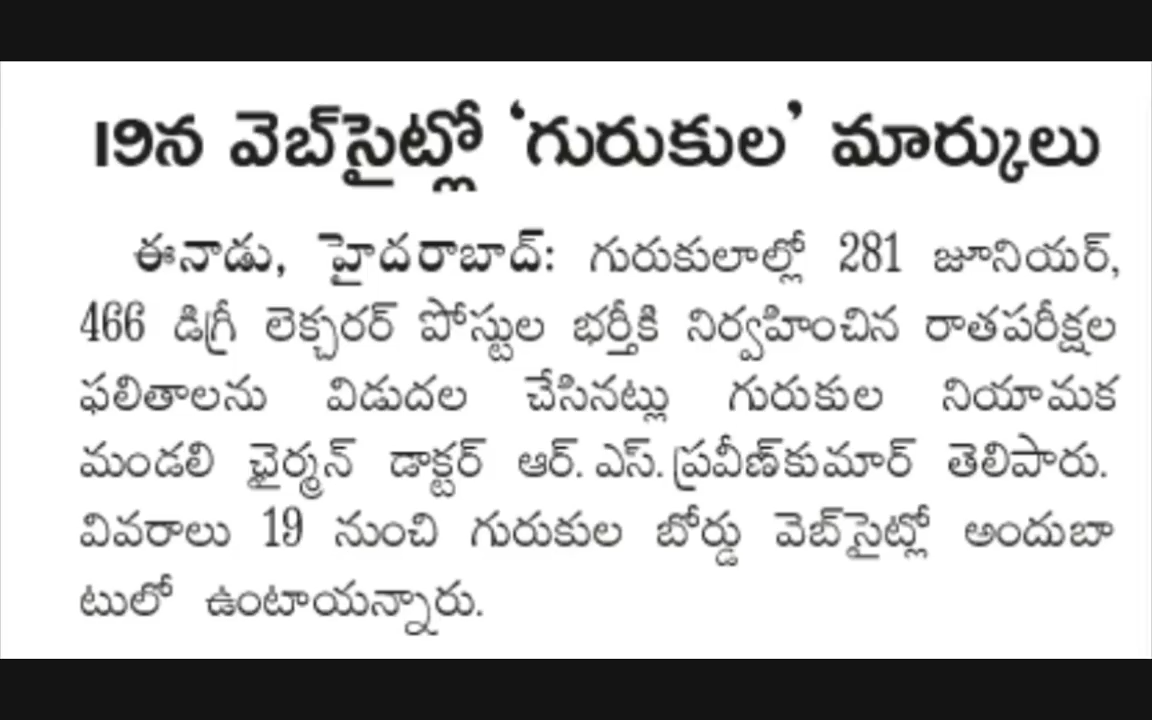 19న వెబ్‌సైట్లో ‘గురుకుల’ మార్కులు
ఈనాడు, హైదరాబాద్: గురుకులాల్లో 281 జూనియర్,
466 డిగ్రీ లెక్చరర్ పోస్టుల భర్తీకి నిర్వహించిన రాతపరీక్షల
ఫలితాలను విడుదల చేసినట్లు గురుకుల నియామక
మండలి ఛైర్మన్ డాక్టర్ ఆర్.ఎస్.ప్రవీణ్‌కుమార్ తెలిపారు.
వివరాలు 19 నుంచి గురుకుల బోర్డు వెబ్‌సైట్లో అందుబా
టులో ఉంటాయన్నారు.